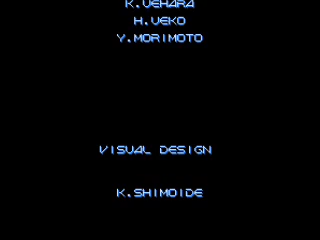 K.UEHARA
H.UEKO
Y.MORIMOTO
VISUAL DESIGN
K.SHIMOIDE